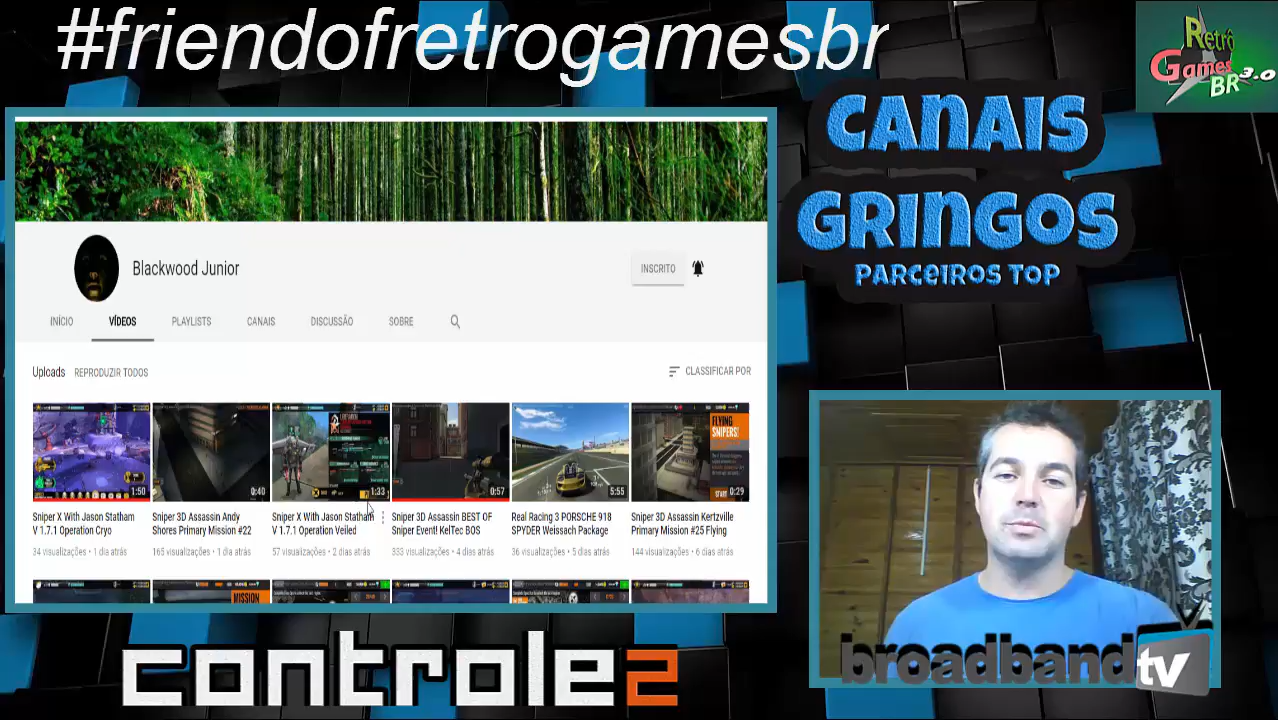 #friendofretrogamesbr
Retrô
Games
BR 3.0
CANAIS
GRINGOS
PARCEIROS TOP
Blackwood Junior
INSCRITO
INÍCIO VÍDEOS PLAYLISTS CANAIS DISCUSSÃO SOBRE
Uploads REPRODUZIR TODOS CLASSIFICAR POR
FLYING
SNIPERS!
START
1:50 0:40 1:33 0:57 5:55 0:29
Sniper X With Jason Statham Sniper 3D Assassin Andy Sniper X With Jason Statham Sniper 3D Assassin BEST OF Real Racing 3 PORSCHE 918 Sniper 3D Assassin Kertzville
V 1.7.1 Operation Cryo Shores Primary Mission #22 V 1.7.1 Operation Veiled Sniper Event! KelTec BOS SPYDER Weissach Package Primary Mission #25 Flying
34 visualizações • 1 dia atrás 165 visualizações • 1 dia atrás 57 visualizações • 2 dias atrás 333 visualizações • 4 dias atrás 36 visualizações • 5 dias atrás 144 visualizações • 6 dias atrás
MISSION
controle2
broadbandtv